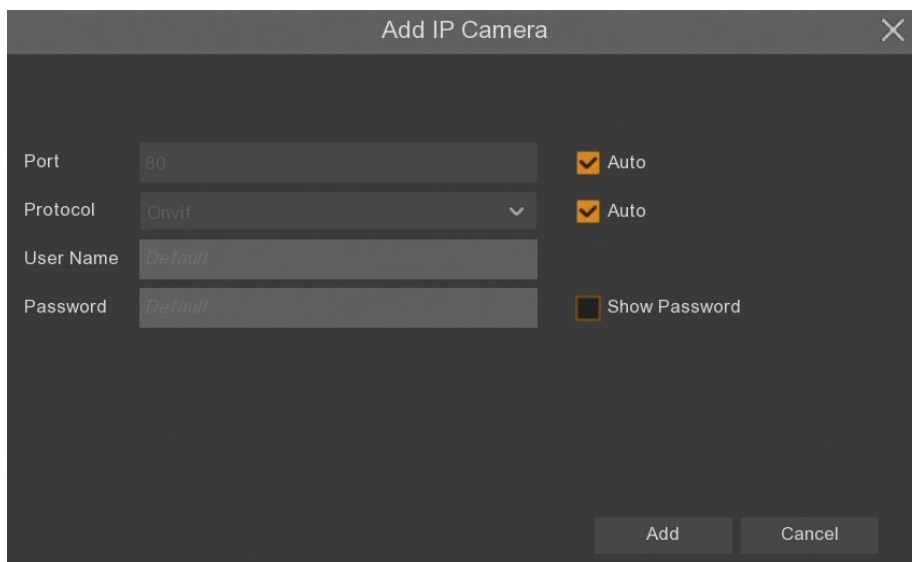 Add IP Camera
Port 80 Auto
Protocol Onvif Auto
User Name Default
Password Default Show Password
Add Cancel